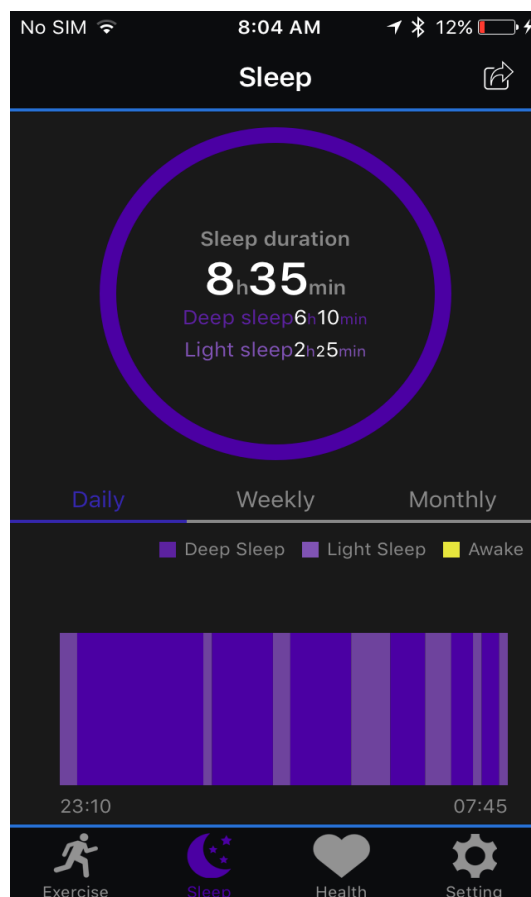 No SIM 8:04 AM 12%
Sleep
Sleep duration
8h35min
Deep sleep6h10min
Light sleep2h25min
Daily Weekly Monthly
Deep Sleep Light Sleep Awake
23:10 07:45
Exercise Sleep Health Setting